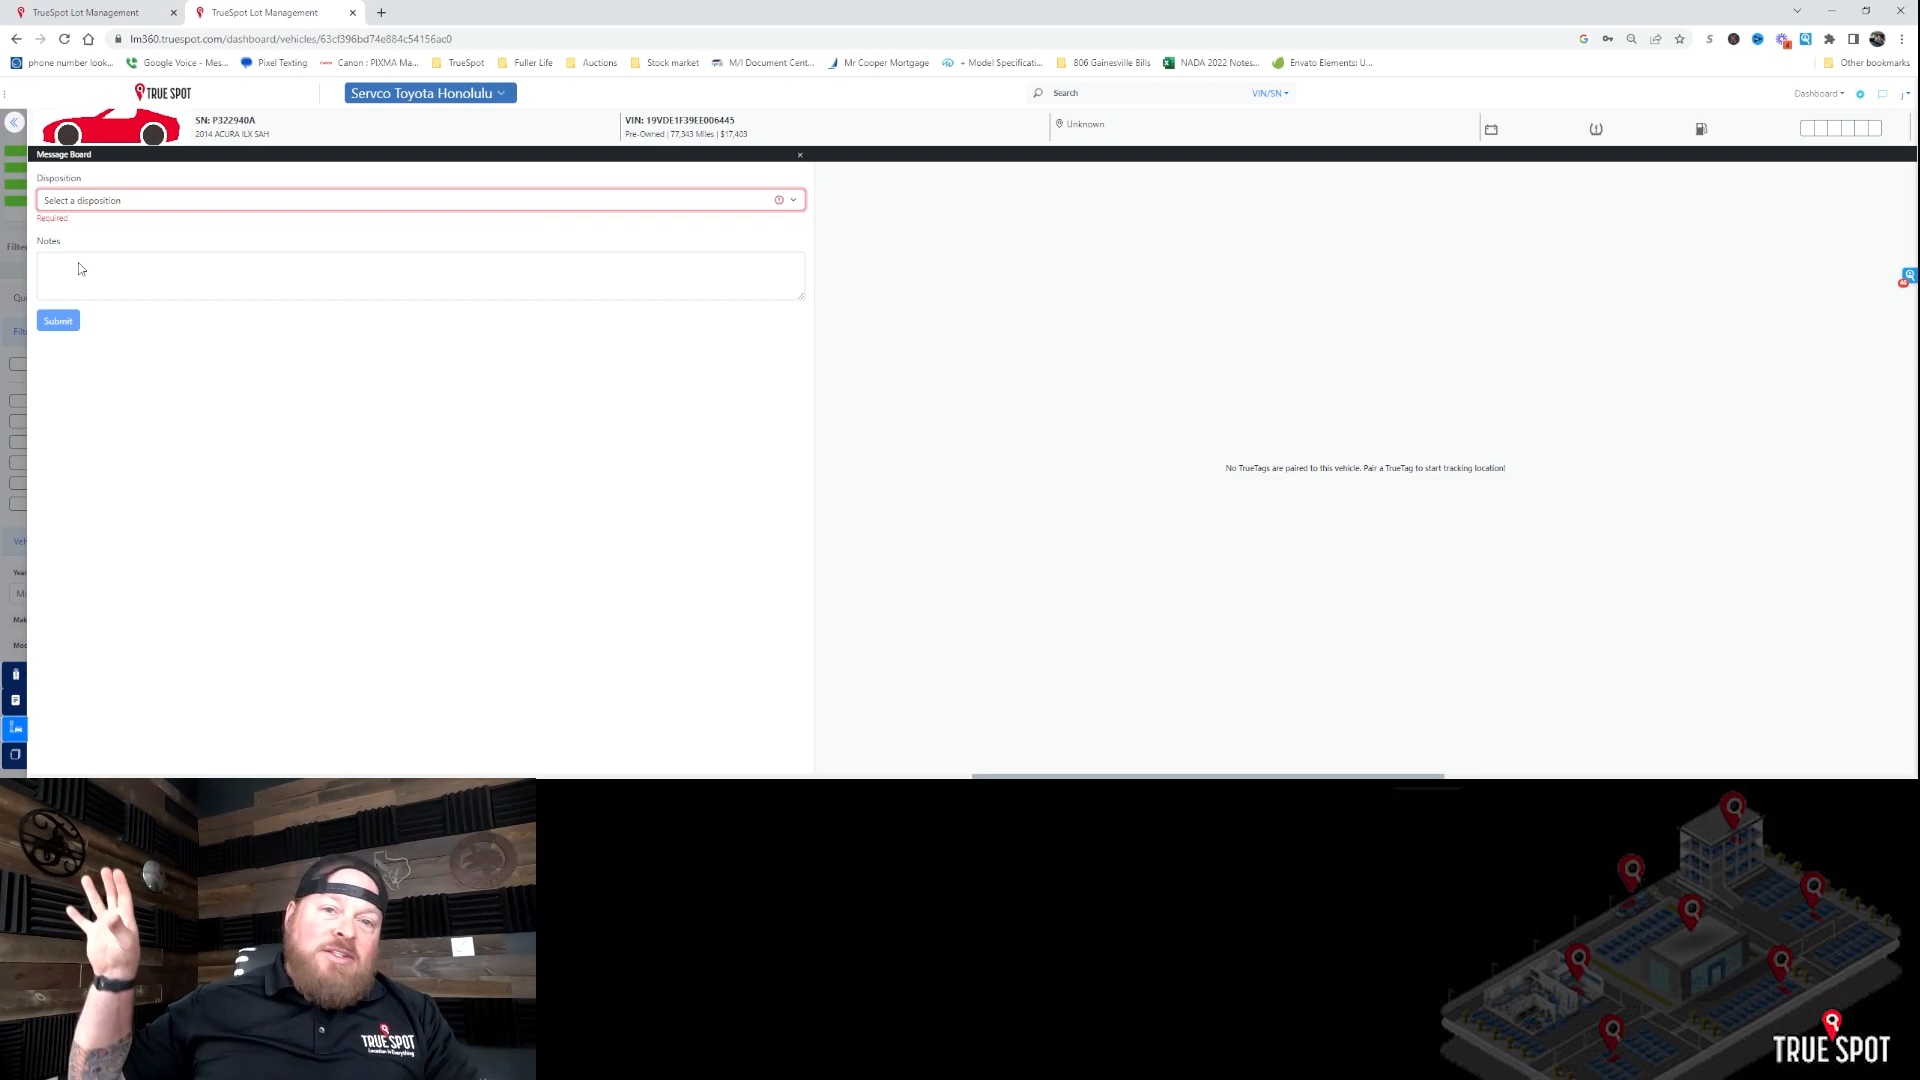 TrueSpot Lot Management
TrueSpot Lot Management
lm360.truespot.com/dashboard/vehicles/63cf396bd74e884c54156ac0
phone number look... Google Voice - Mes... Pixel Texting Canon : PIXMA Ma... TrueSpot Fuller Life Auctions Stock market M/I Document Cent... Mr Cooper Mortgage + Model Specificati... 806 Gainesville Bills NADA 2022 Notes... Envato Elements: U... Other bookmarks
TRUE SPOT
Servco Toyota Honolulu
Search
VIN/SN
Dashboard
SN: P322940A
2014 ACURA ILX SAH
VIN: 19VDE1F39EE006445
Pre-Owned | 77,343 Miles | $17,403
Unknown
Message Board
Disposition
Select a disposition
Required
Notes
Submit
No TrueTags are paired to this vehicle. Pair a TrueTag to start tracking location!
TRUE SPOT
Location is Everything
TRUE SPOT